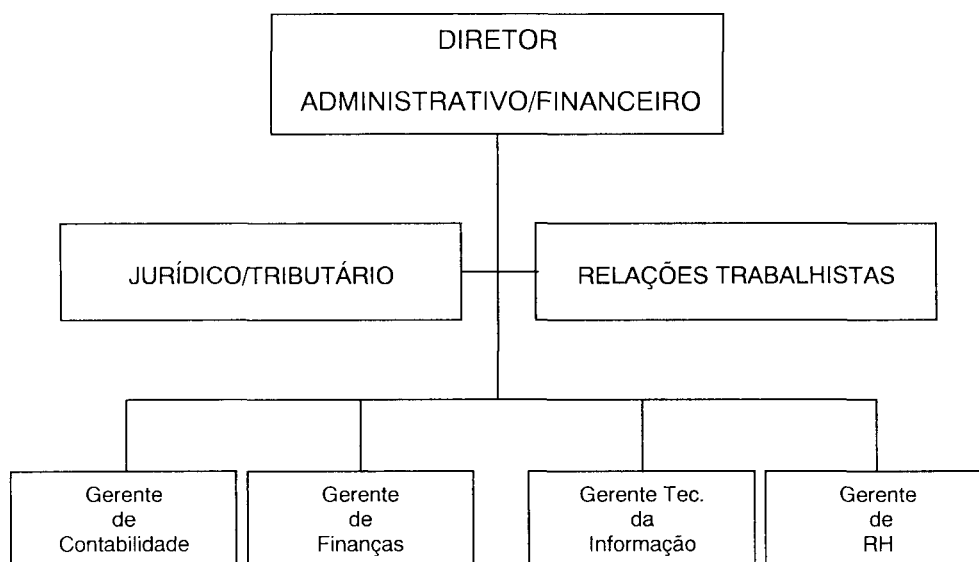 DIRETOR
ADMINISTRATIVO/FINANCEIRO
JURÍDICO/TRIBUTÁRIO
RELAÇÕES TRABALHISTAS
Gerente
de
Contabilidade
Gerente
de
Finanças
Gerente Tec.
da
Informação
Gerente
de
RH